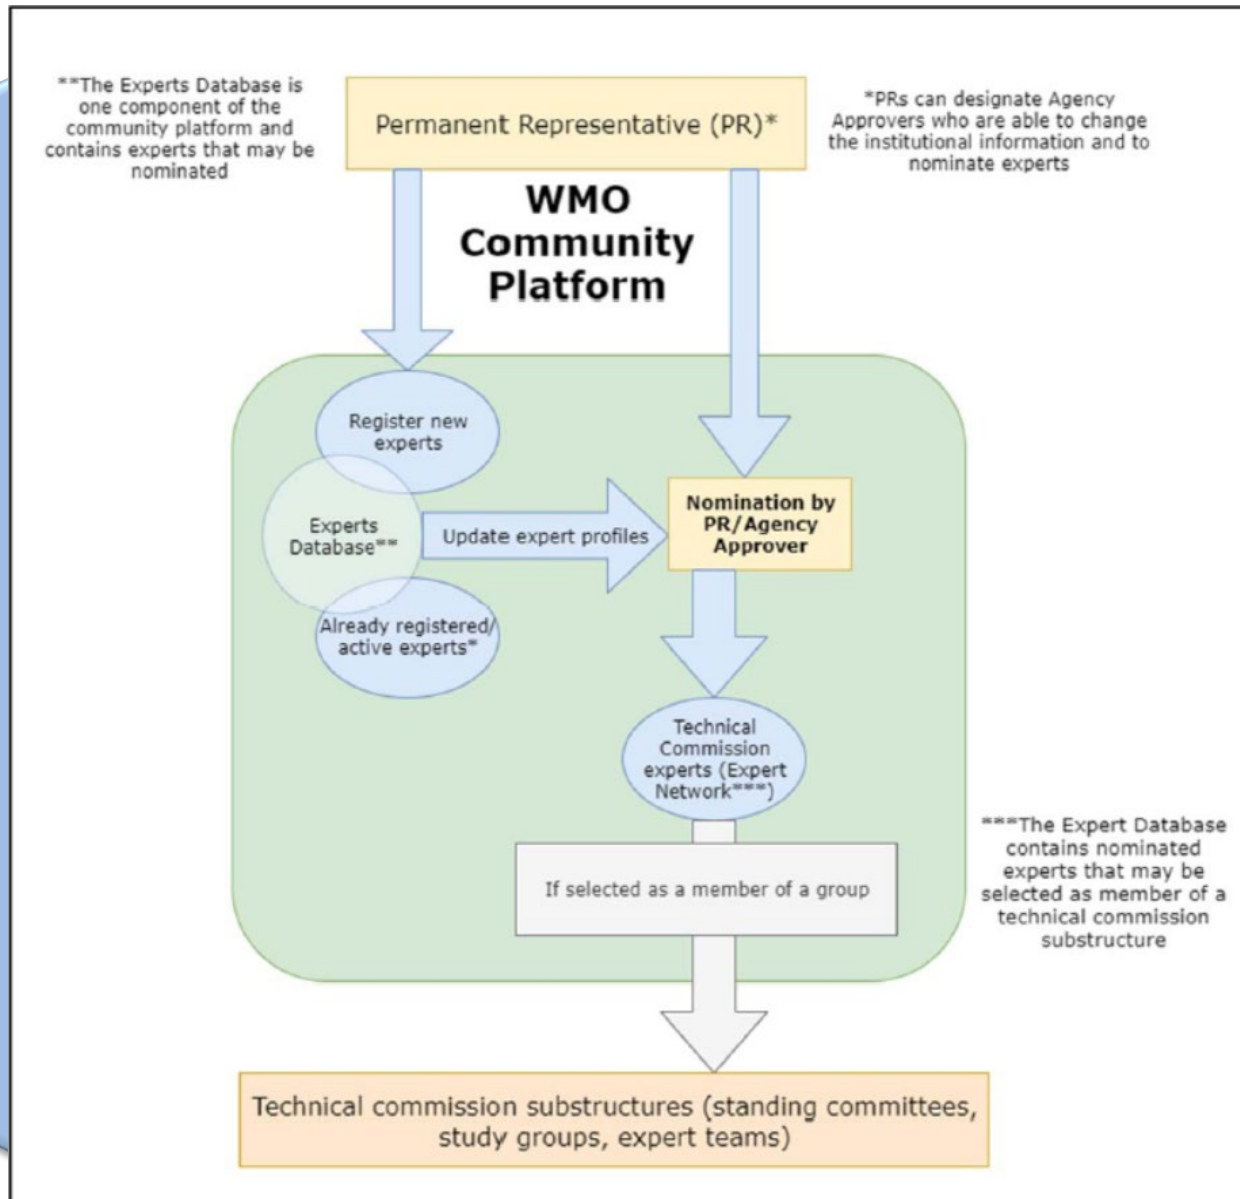 **The Experts Database is
one component of the
community platform and
contains experts that may be
nominated
Permanent Representative (PR)*
*PRs can designate Agency
Approvers who are able to change
the institutional information and to
nominate experts
WMO
Community
Platform
Register new
experts
Experts
Database**
Update expert profiles
Nomination by
PR/Agency
Approver
Already registered/
active experts*
Technical
Commission
experts (Expert
Network***)
If selected as a member of a group
***The Expert Database
contains nominated
experts that may be
selected as member of a
technical commission
substructure
Technical commission substructures (standing committees,
study groups, expert teams)